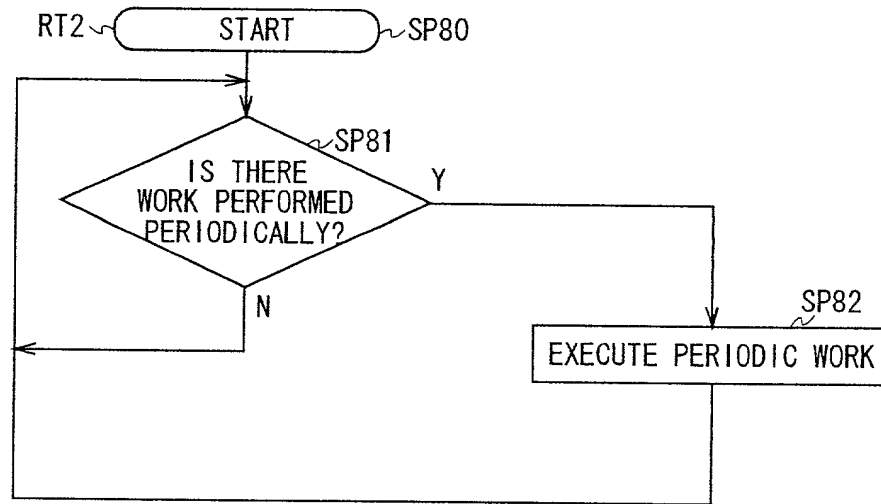 RT2 START SP80
SP81
IS THERE
WORK PERFORMED
PERIODICALLY?
Y
N
SP82
EXECUTE PERIODIC WORK